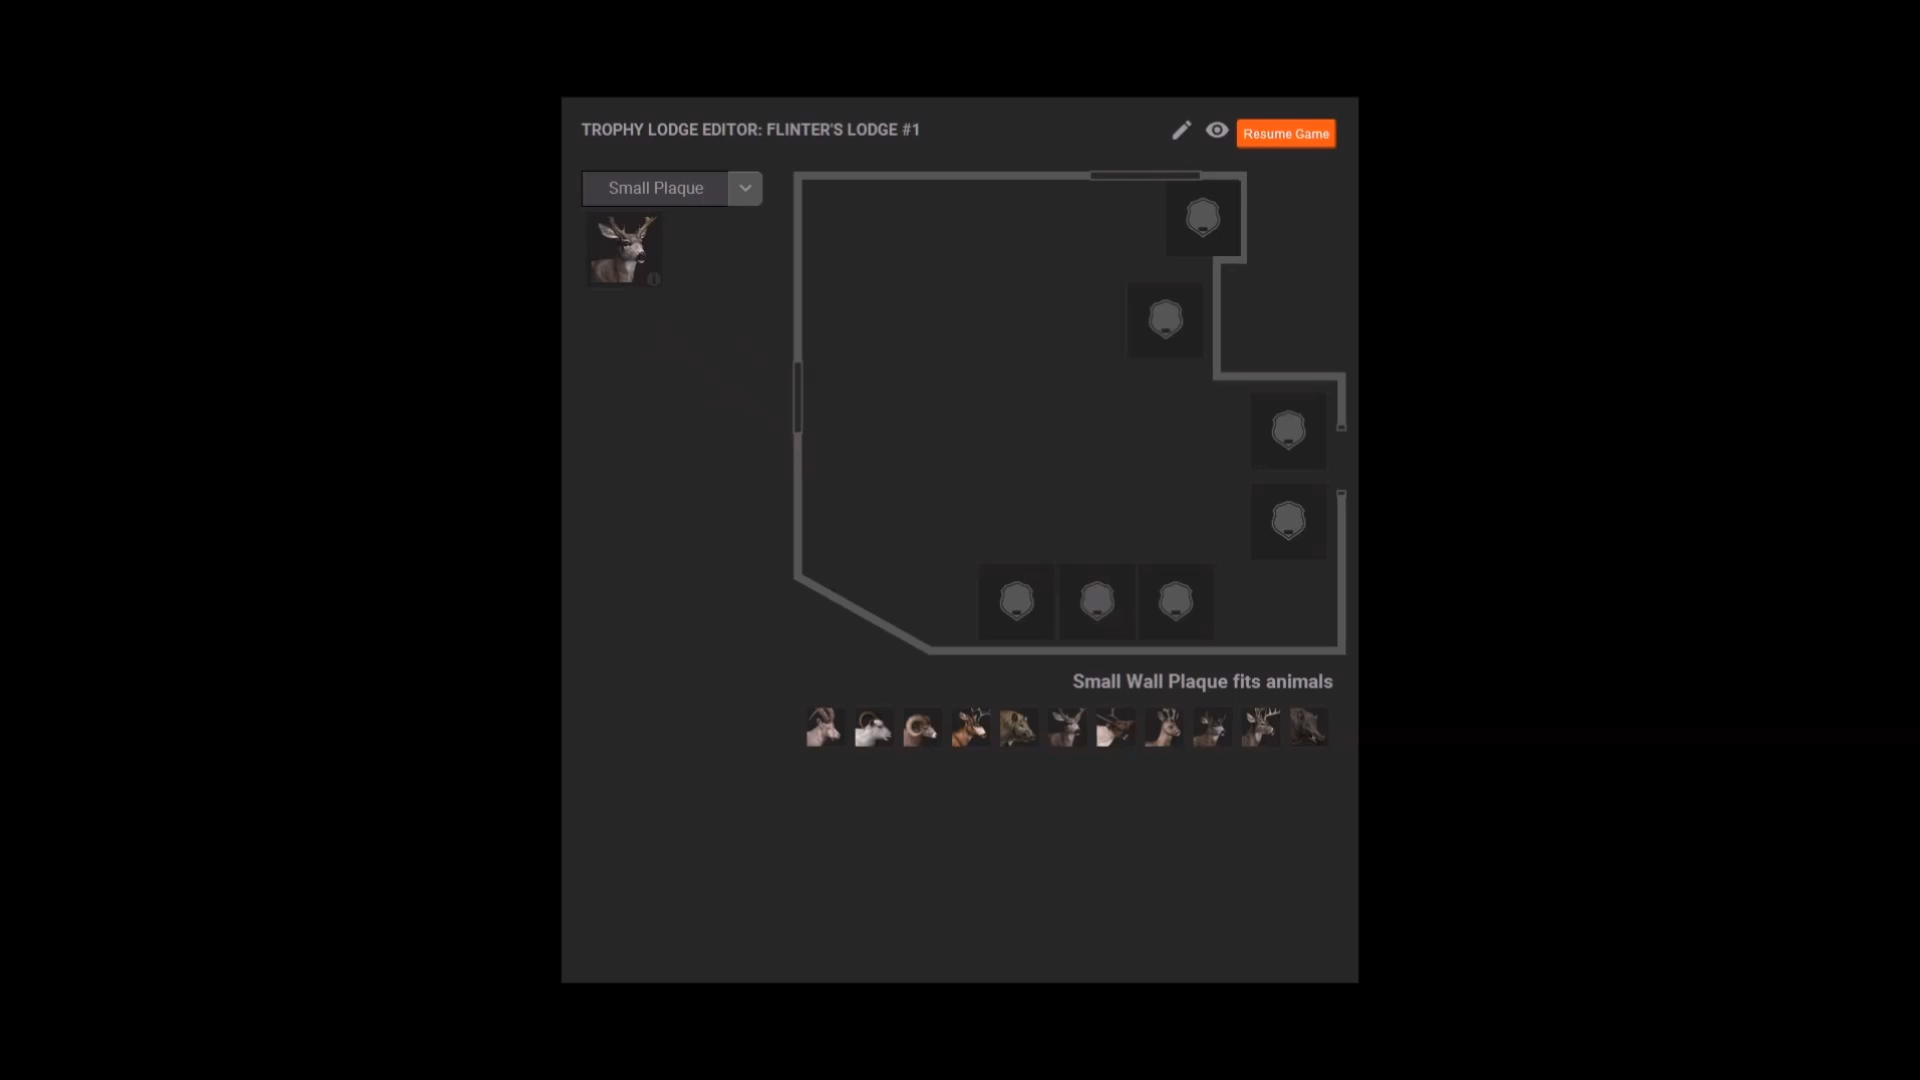 TROPHY LODGE EDITOR: FLINTER'S LODGE #1
Resume Game
Small Plaque
Small Wall Plaque fits animals